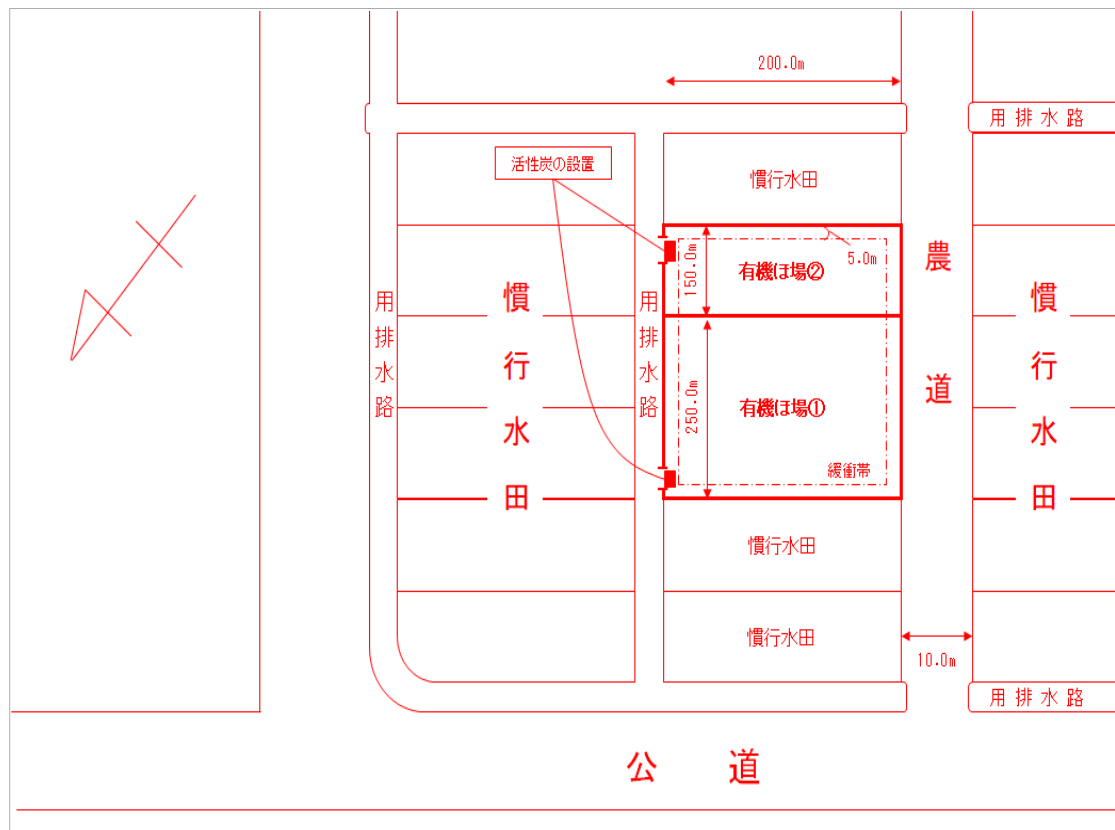 200.0m
用排水路
活性炭の設置
慣行水田
5.0m
150.0m
有機ほ場②
農道
用排水路
慣行水田
用排水路
250.0m
有機ほ場①
緩衝帯
慣行水田
慣行水田
慣行水田
10.0m
用排水路
公道